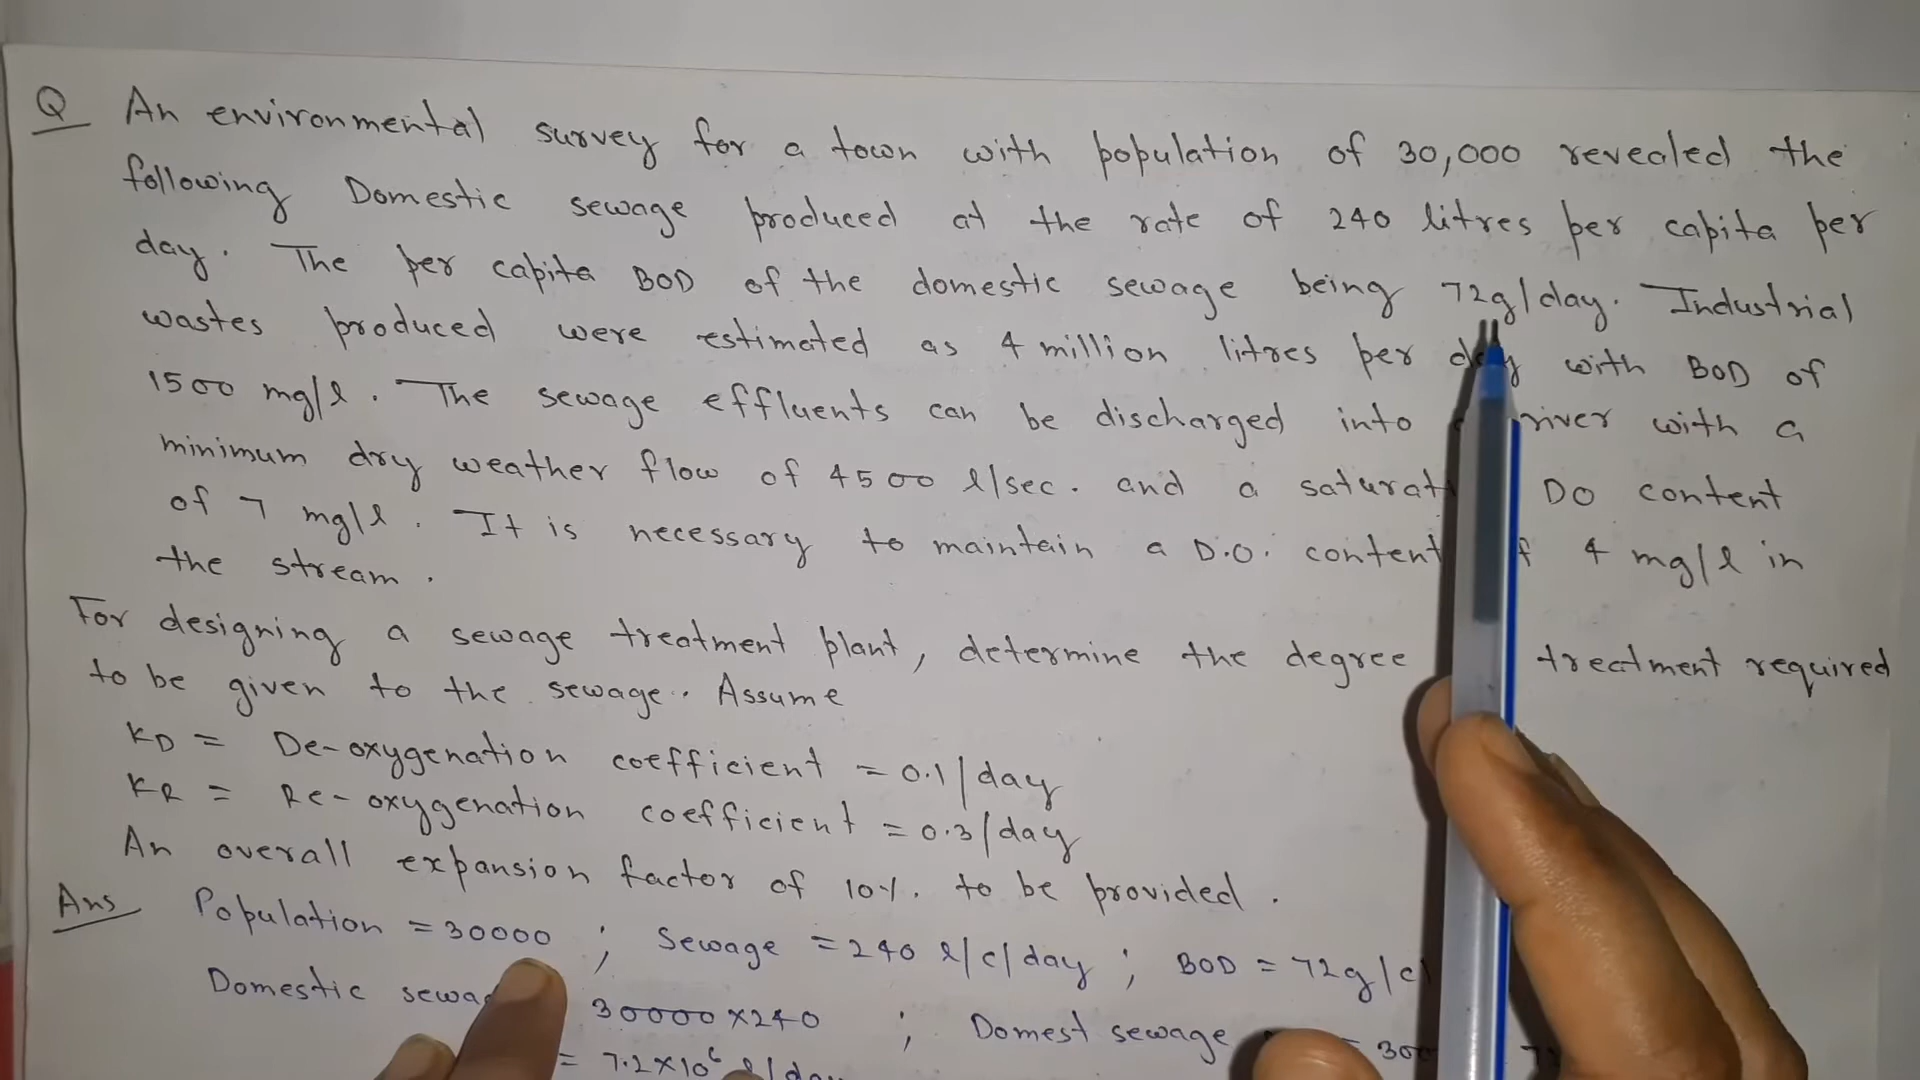 Q An environmental survey for a town with population of 30,000 revealed the
following Domestic sewage produced at the rate of 240 litres per capita per
day. The per capita BOD of the domestic sewage being 72g/day. Industrial
wastes produced were estimated as 4 million litres per day with BOD of
1500 mg/l. The sewage effluents can be discharged into river with a
minimum dry weather flow of 4500 l/sec. and a DO content
of 7 mg/l. It is necessary to maintain a D.O. content 4 mg/l in
the stream.
For designing a sewage treatment plant, determine the degree treatment required
to be given to the sewage. Assume
KD = De-oxygenation coefficient = 0.1/day
KR = Re-oxygenation coefficient = 0.3/day
An overall expansion factor of 10%. to be provided.
Ans Population = 30000 ; Sewage = 240 l/c/day ; BOD = 72g/c/
Domestic 30000×240 ; Domest sewage =
= 7.2×10⁶ l/day